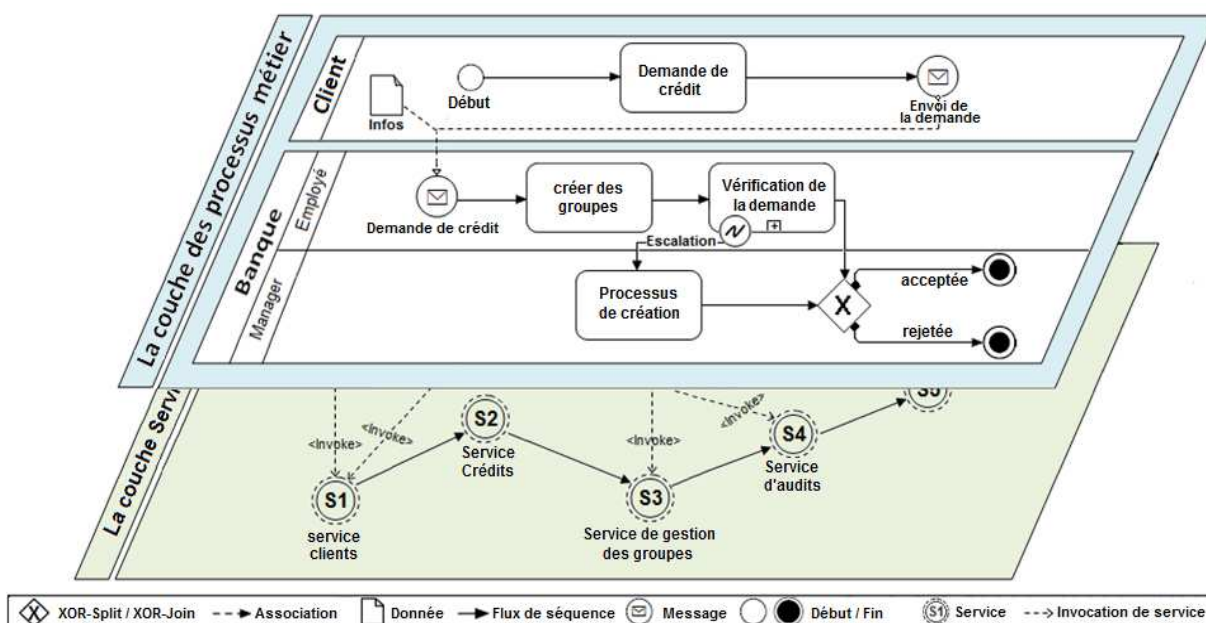 La couche des processus métier
Client
Infos
Début
Demande de
crédit
Envoi de
la demande
Banque
Employé
Manager
Demande de crédit
créer des
groupes
Vérification de
la demande
Escalation
Processus
de création
X
acceptée
rejetée
La couche Servi
<Invoke>
<Invoke>
<Invoke>
<Invoke>
S1
service
clients
S2
Service
Crédits
S3
Service de gestion
des groupes
S4
Service
d'audits
S5
X XOR-Split / XOR-Join
Association
Donnée
Flux de séquence
Message
Début / Fin
S1 Service
Invocation de service